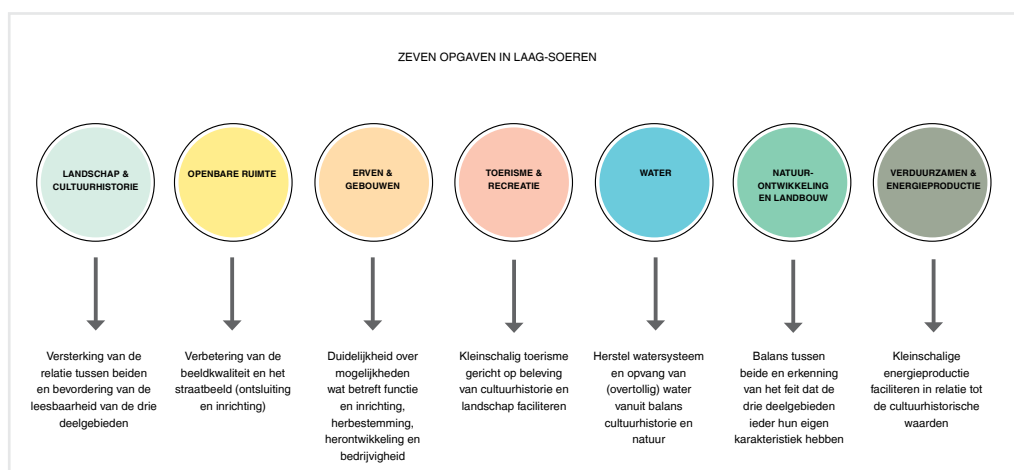 ZEVEN OPGAVEN IN LAAG-SOEREN
LANDSCHAP &
CULTUURHISTORIE
OPENBARE RUIMTE
ERVEN &
GEBOUWEN
TOERISME &
RECREATIE
WATER
NATUUR-
ONTWIKKELING
EN LANDBOUW
VERDUURZAMEN &
ENERGIEPRODUCTIE
Versterking van de
relatie tussen beiden
en bevordering van de
leesbaarheid van de drie
deelgebieden
Verbetering van de
beeldkwaliteit en het
straatbeeld (ontsluiting
en inrichting)
Duidelijkheid over
mogelijkheden
wat betreft functie
en inrichting,
herbestemming,
herontwikkeling en
bedrijvigheid
Kleinschalig toerisme
gericht op beleving
van cultuurhistorie en
landschap faciliteren
Herstel watersysteem
en opvang van
(overtollig) water
vanuit balans
cultuurhistorie en
natuur
Balans tussen
beide en erkenning
van het feit dat de
drie deelgebieden
ieder hun eigen
karakteristiek hebben
Kleinschalige
energieproductie
faciliteren in relatie tot
de cultuurhistorische
waarden